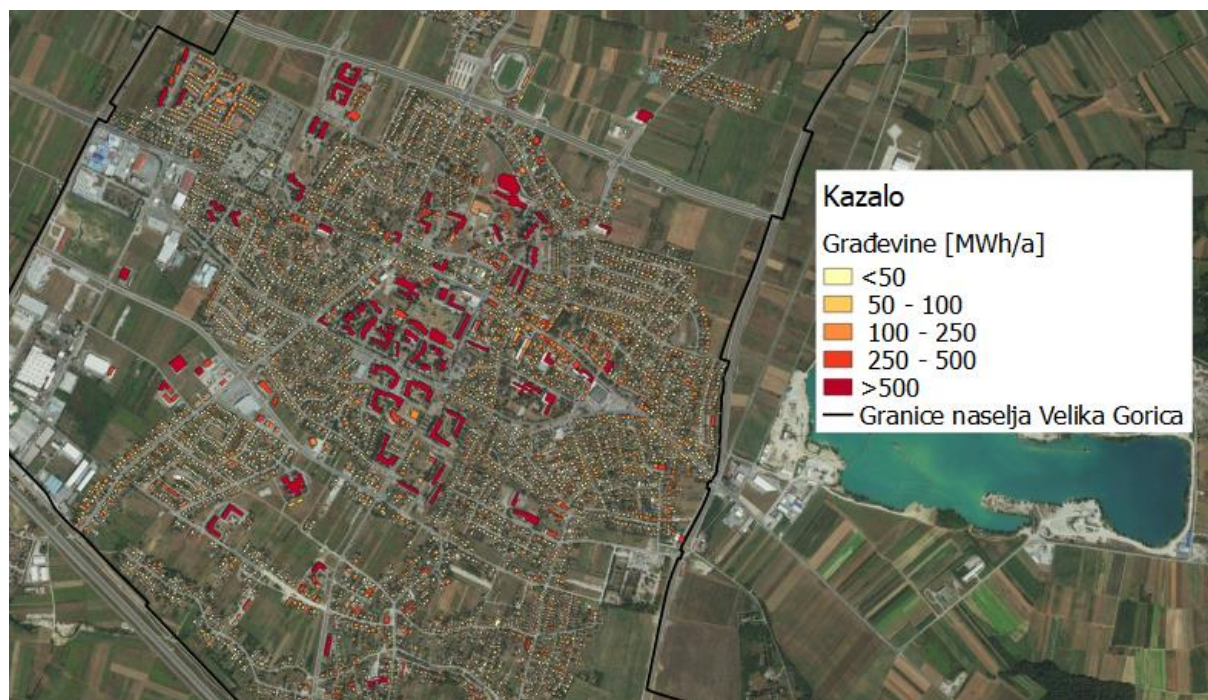 Kazalo
Građevine [MWh/a]
<50
50 - 100
100 - 250
250 - 500
>500
Granice naselja Velika Gorica